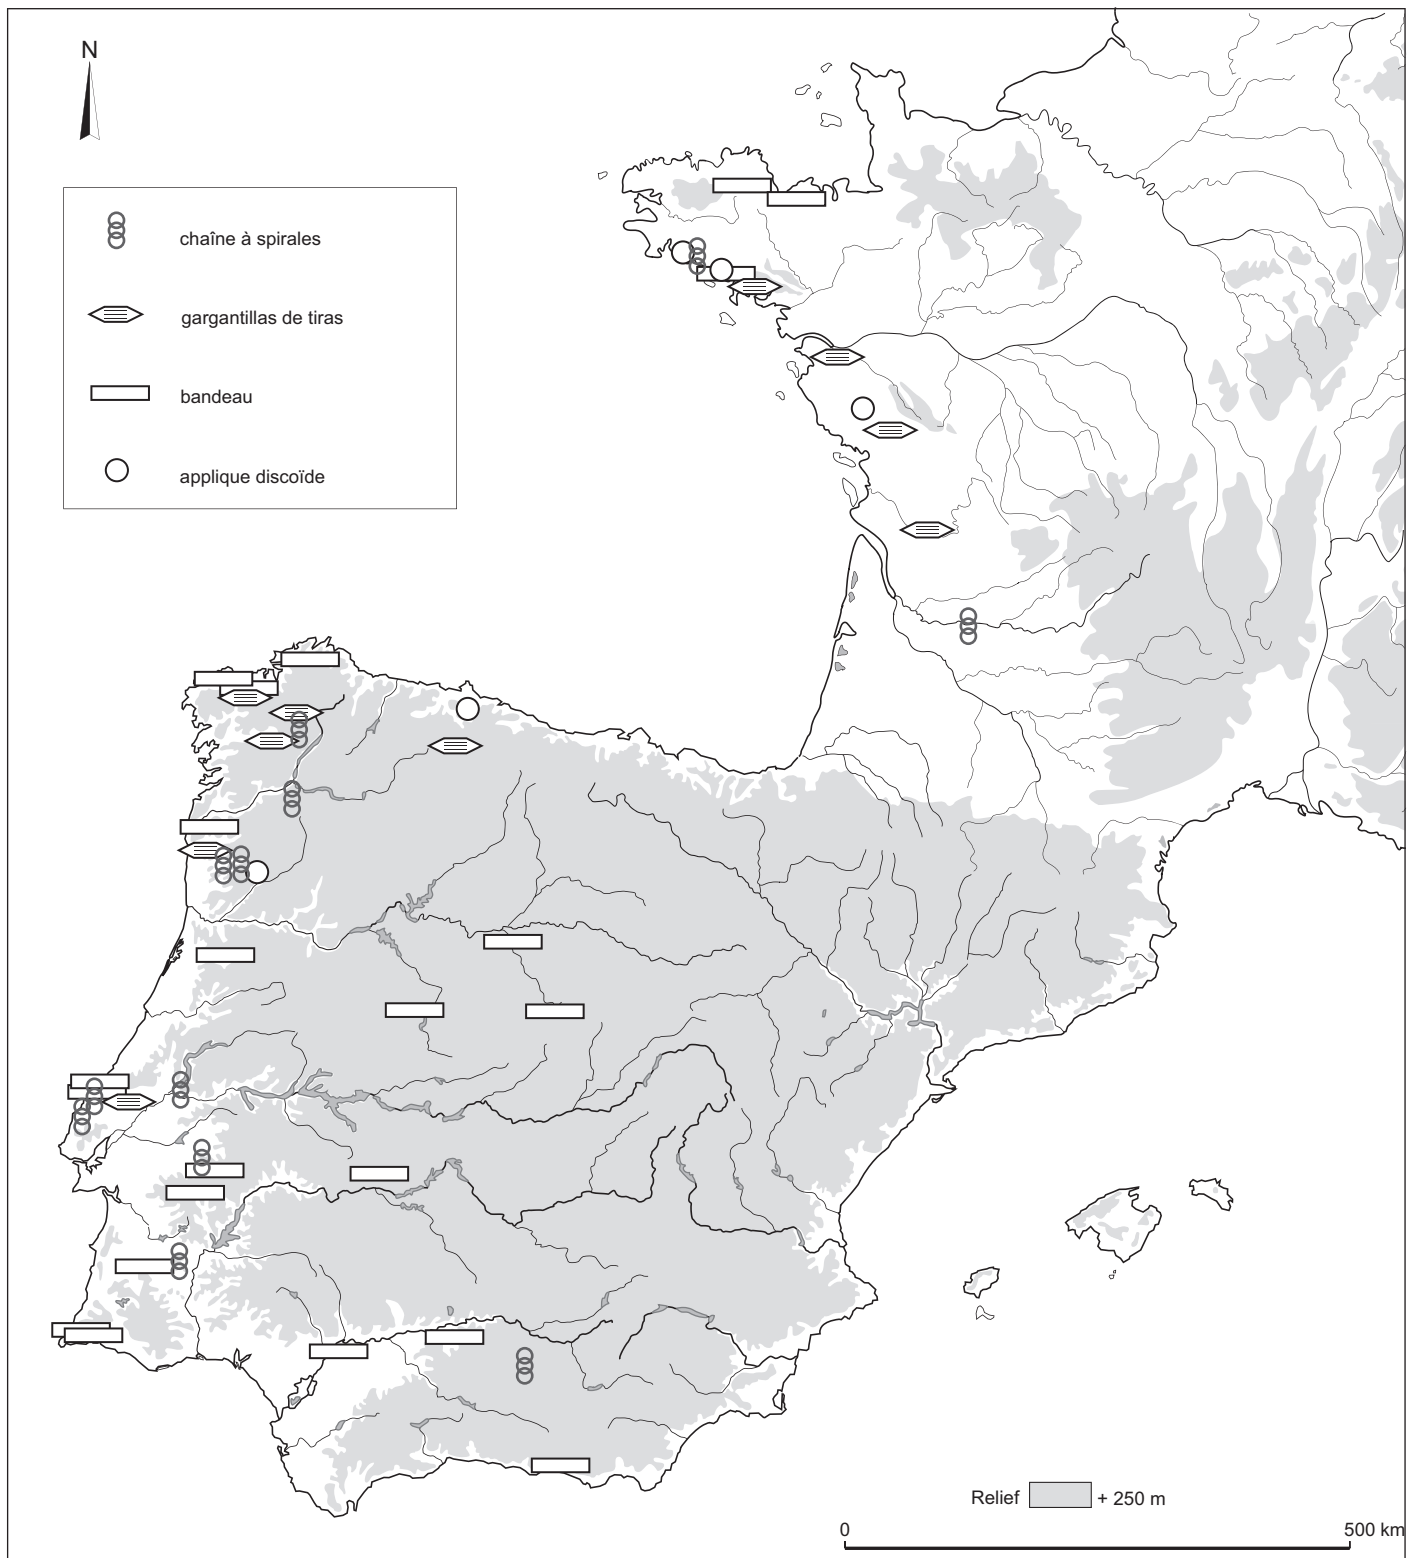 N
chaîne à spirales
gargantillas de tiras
bandeau
applique discoïde
Relief + 250 m
0 500 km